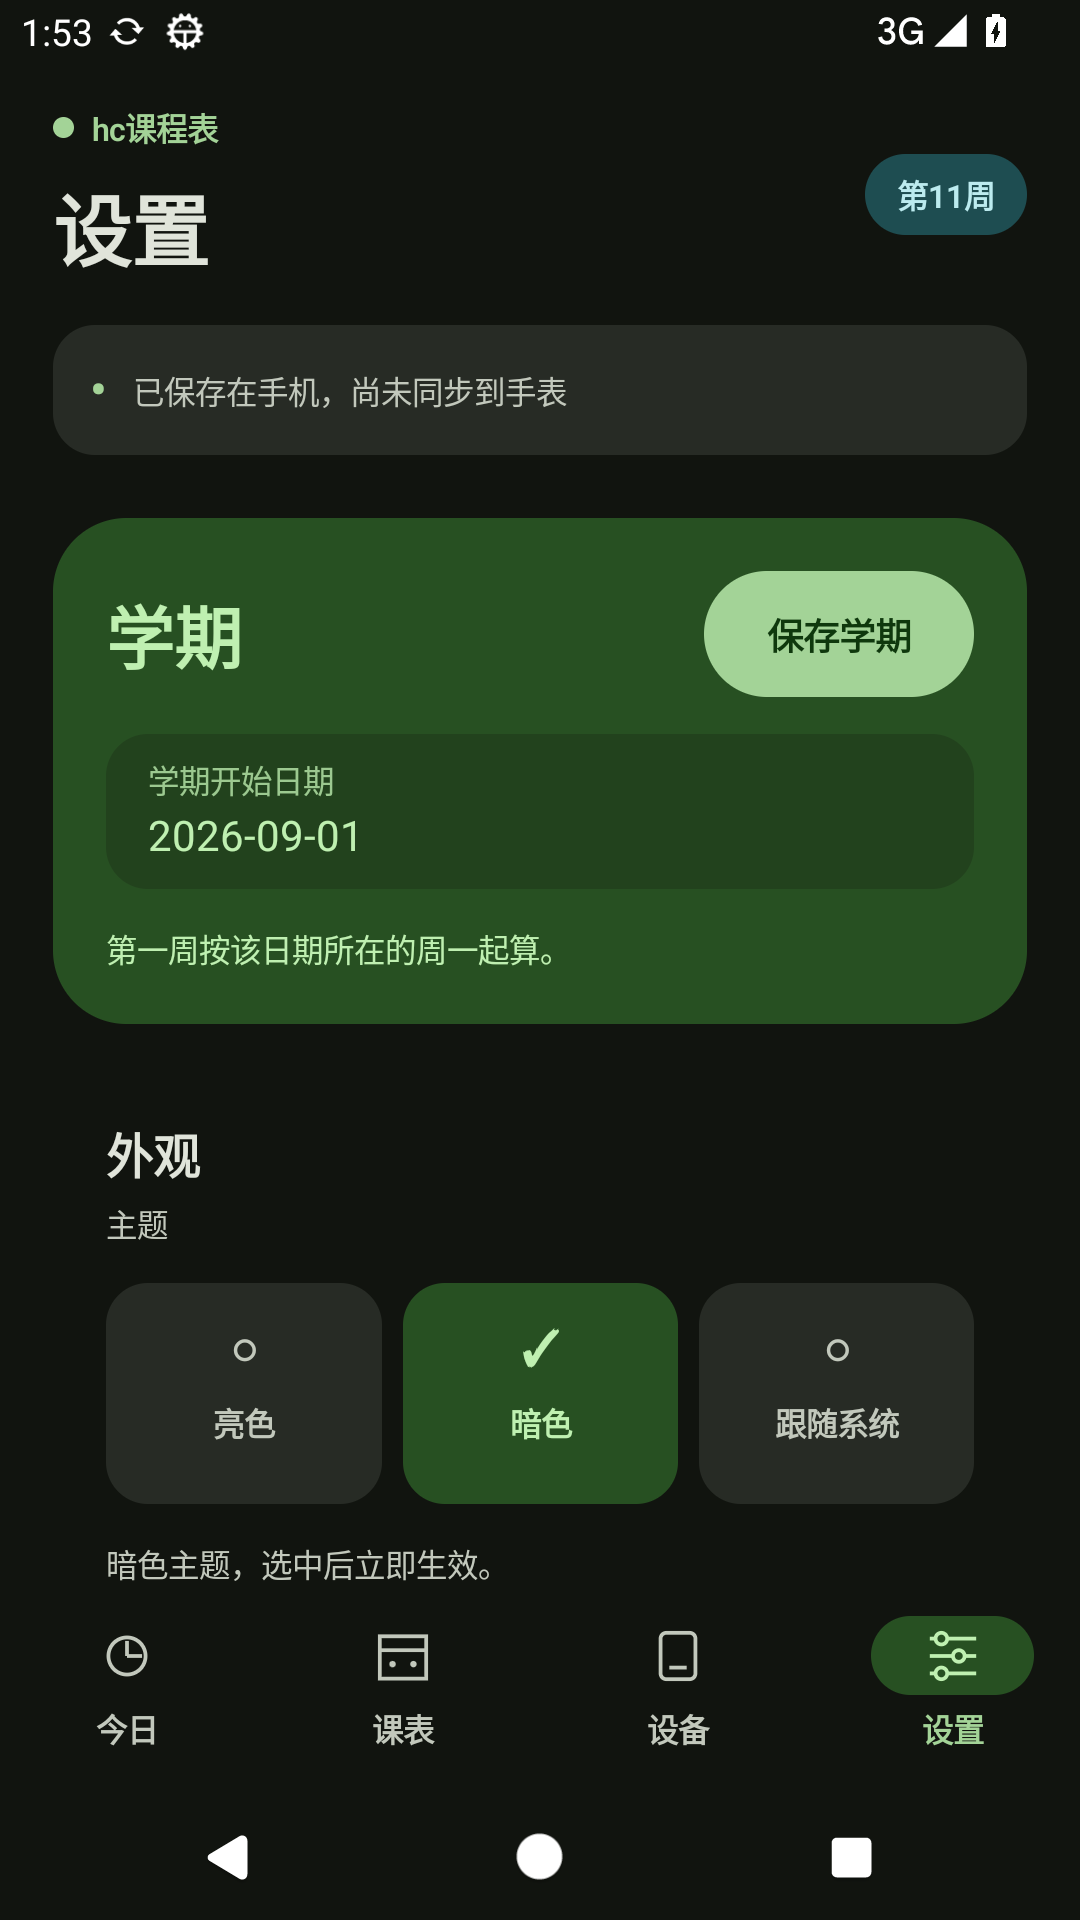 1:53
3G
hc课程表
设置
第11周
已保存在手机，尚未同步到手表
学期
保存学期
学期开始日期
2026-09-01
第一周按该日期所在的周一起算。
外观
主题
亮色
暗色
跟随系统
暗色主题，选中后立即生效。
今日
课表
设备
设置